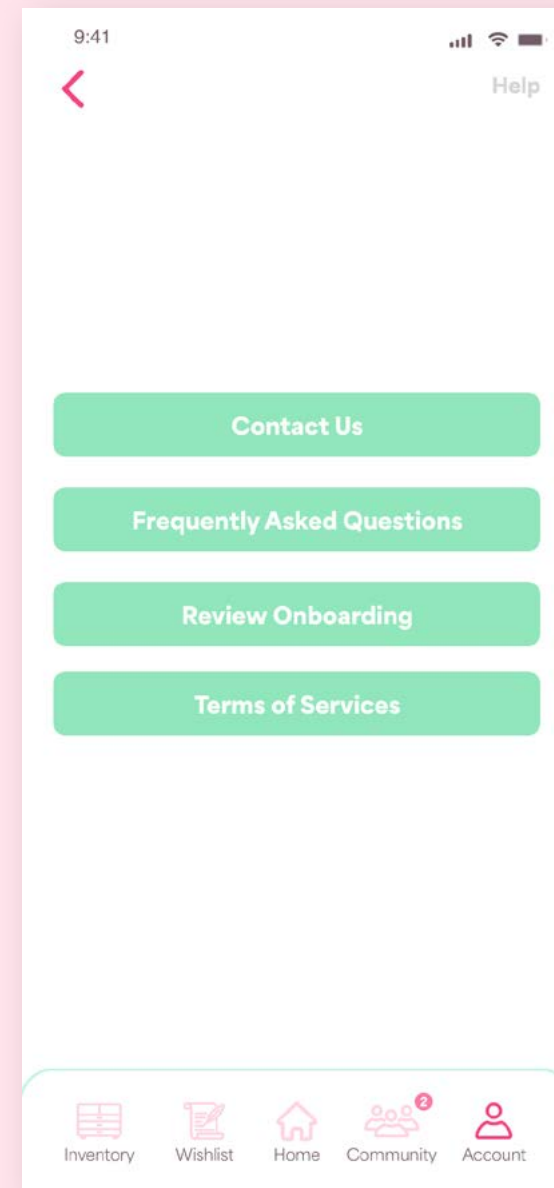 9:41
Help
Contact Us
Frequently Asked Questions
Review Onboarding
Terms of Services
2
Inventory Wishlist Home Community Account